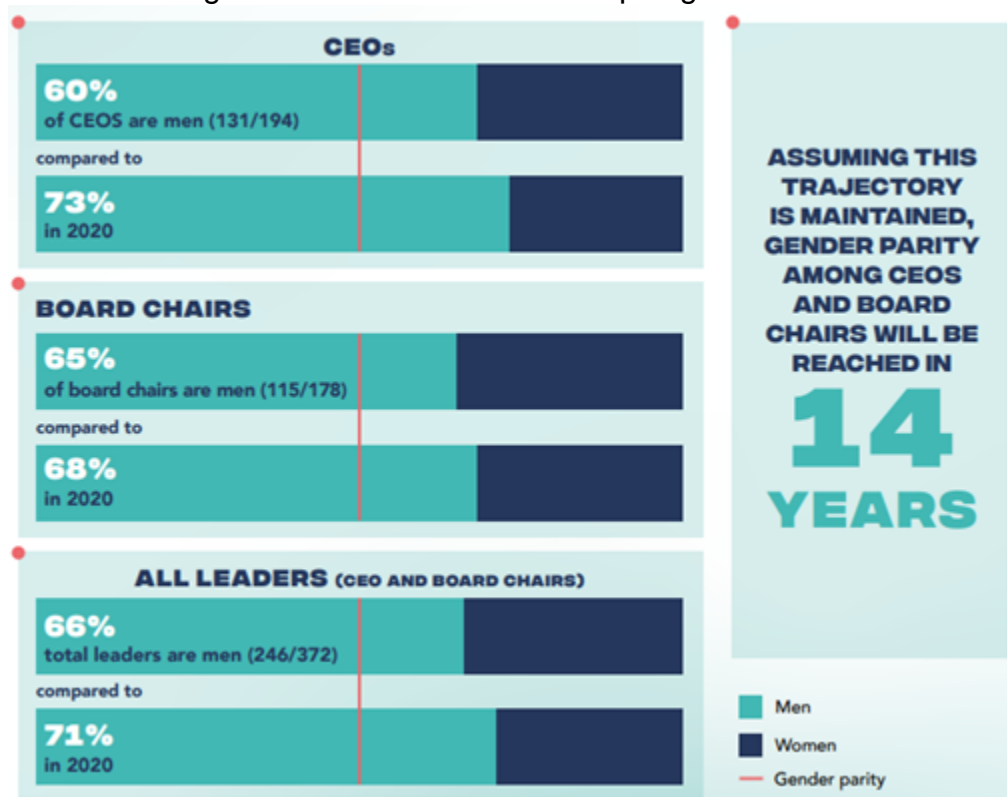 CEOs
60%
of CEOS are men (131/194)
compared to
73%
in 2020
BOARD CHAIRS
65%
of board chairs are men (115/178)
compared to
68%
in 2020
ALL LEADERS (CEO AND BOARD CHAIRS)
66%
total leaders are men (246/372)
compared to
71%
in 2020
ASSUMING THIS
TRAJECTORY
IS MAINTAINED,
GENDER PARITY
AMONG CEOS
AND BOARD
CHAIRS WILL BE
REACHED IN
14
YEARS
Men
Women
Gender parity